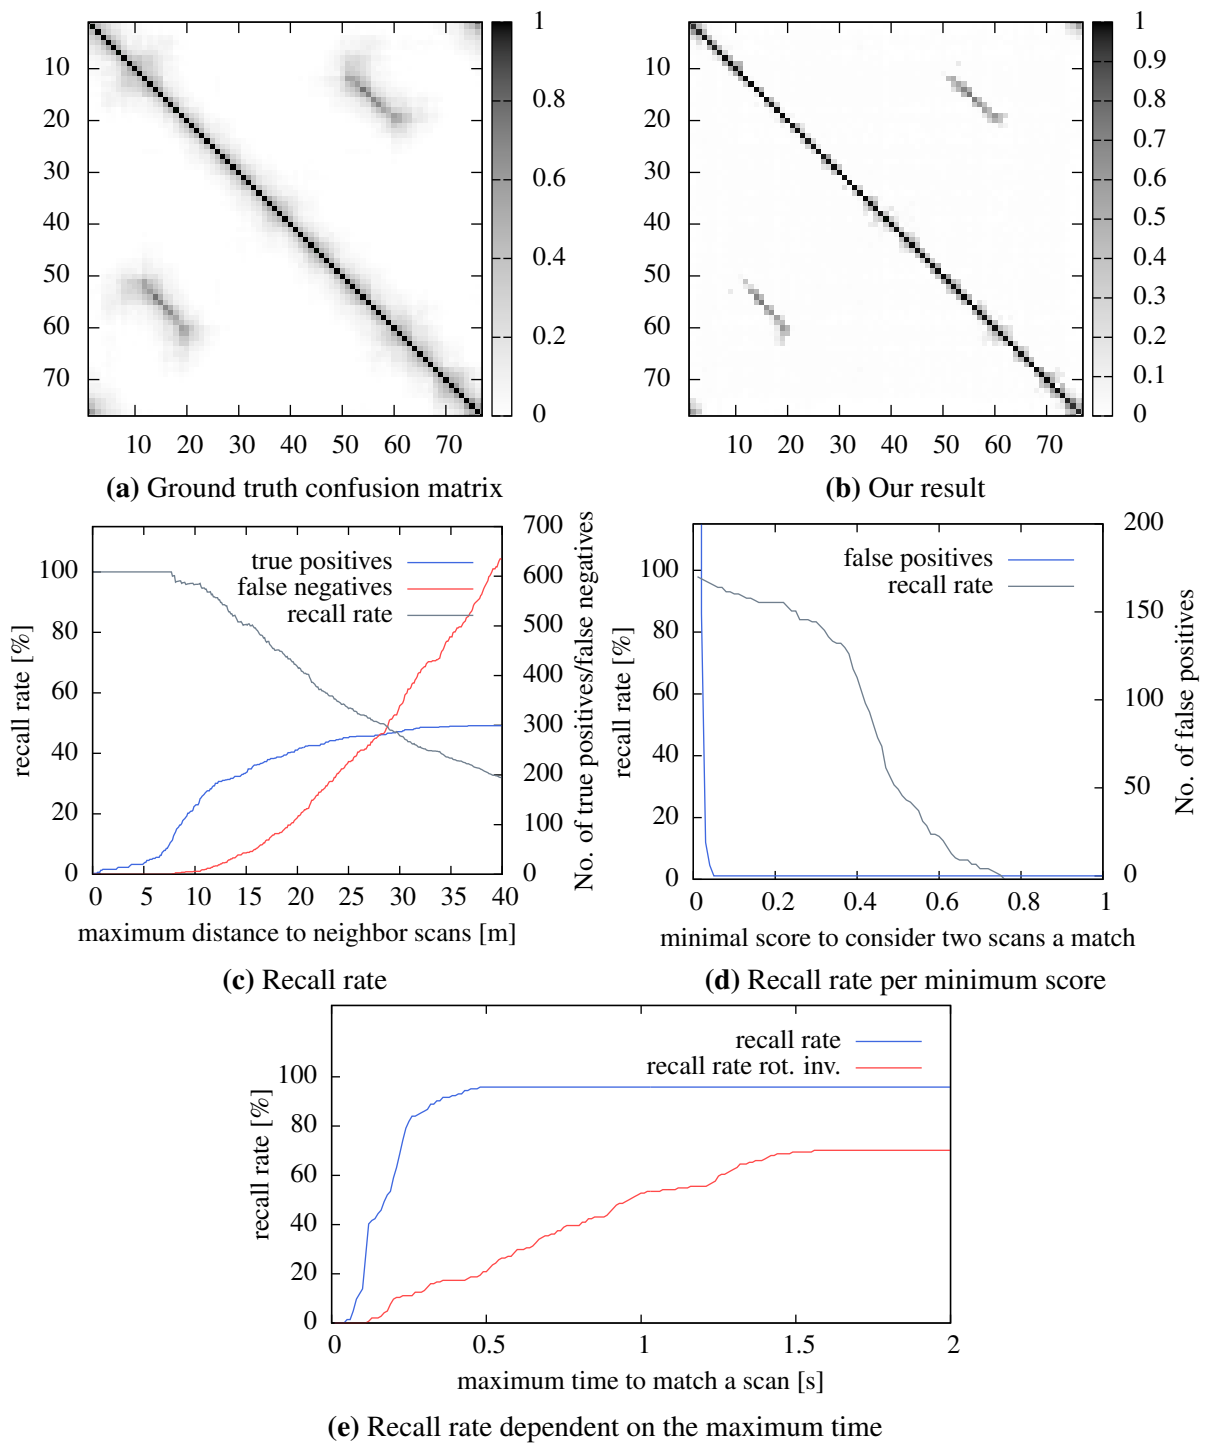 10
20
30
40
50
60
70
10 20 30 40 50 60 70
1
0.8
0.6
0.4
0.2
0
(a) Ground truth confusion matrix
10
20
30
40
50
60
70
10 20 30 40 50 60 70
1
0.9
0.8
0.7
0.6
0.5
0.4
0.3
0.2
0.1
0
(b) Our result
recall rate [%]
100
80
60
40
20
0
true positives
false negatives
recall rate
700
600
500
400
300
200
100
0
No. of true positives/false negatives
0 5 10 15 20 25 30 35 40
maximum distance to neighbor scans [m]
(c) Recall rate
recall rate [%]
100
80
60
40
20
0
false positives
recall rate
200
150
100
50
0
No. of false positives
0 0.2 0.4 0.6 0.8 1
minimal score to consider two scans a match
(d) Recall rate per minimum score
recall rate [%]
100
80
60
40
20
0
recall rate
recall rate rot. inv.
0 0.5 1 1.5 2
maximum time to match a scan [s]
(e) Recall rate dependent on the maximum time